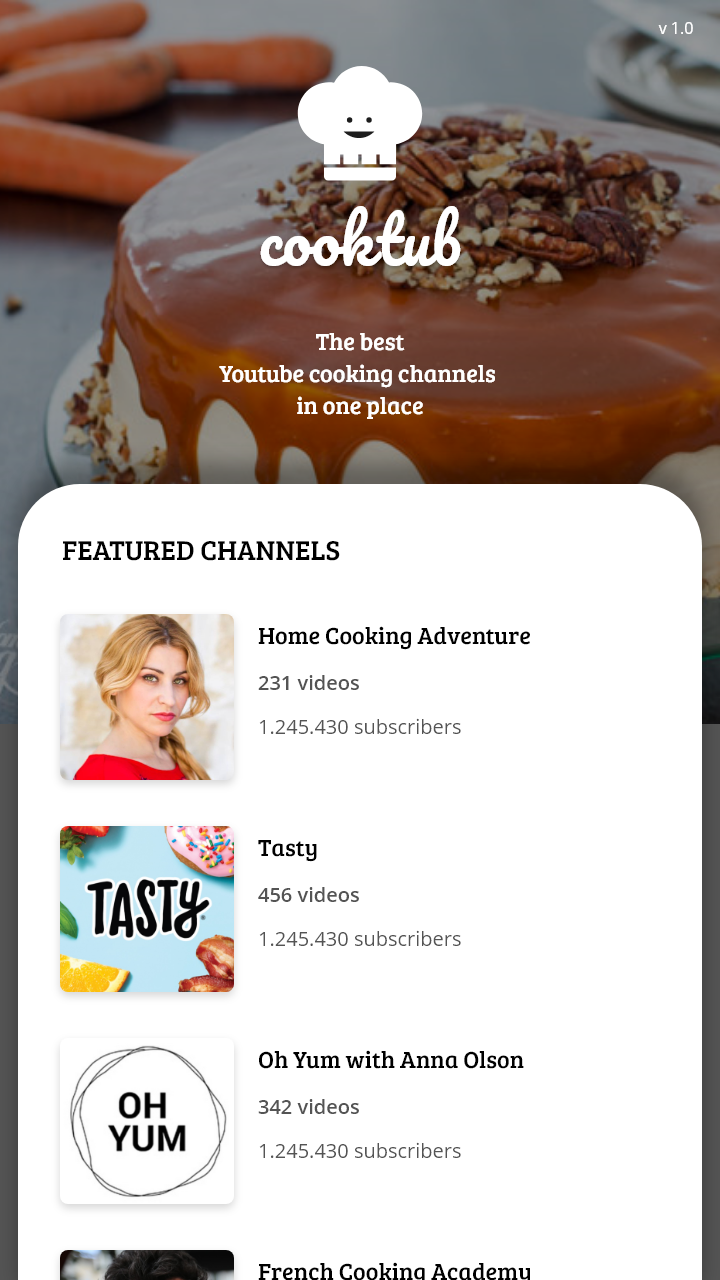 v 1.0
cooktub
The best
Youtube cooking channels
in one place
FEATURED CHANNELS
Home Cooking Adventure
231 videos
1.245.430 subscribers
TASTY
Tasty
456 videos
1.245.430 subscribers
OH
YUM
Oh Yum with Anna Olson
342 videos
1.245.430 subscribers
French Cooking Academy